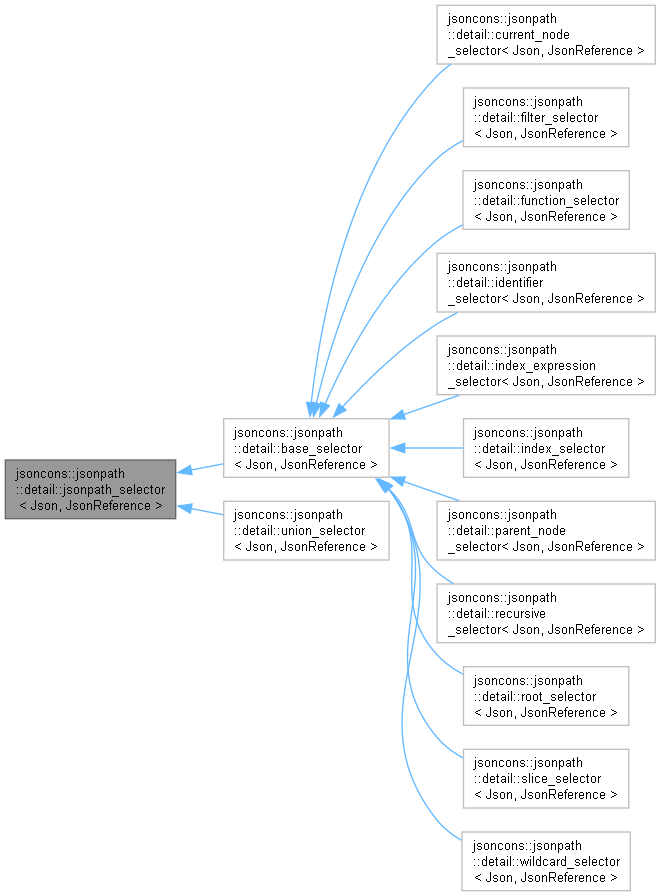 jsoncons::jsonpath
::detail::current_node
_selector< Json, JsonReference >
jsoncons::jsonpath
::detail::filter_selector
< Json, JsonReference >
jsoncons::jsonpath
::detail::function_selector
< Json, JsonReference >
jsoncons::jsonpath
::detail::identifier
_selector< Json, JsonReference >
jsoncons::jsonpath
::detail::index_expression
_selector< Json, JsonReference >
jsoncons::jsonpath
::detail::base_selector
< Json, JsonReference >
jsoncons::jsonpath
::detail::index_selector
< Json, JsonReference >
jsoncons::jsonpath
::detail::jsonpath_selector
< Json, JsonReference >
jsoncons::jsonpath
::detail::union_selector
< Json, JsonReference >
jsoncons::jsonpath
::detail::parent_node
_selector< Json, JsonReference >
jsoncons::jsonpath
::detail::recursive
_selector< Json, JsonReference >
jsoncons::jsonpath
::detail::root_selector
< Json, JsonReference >
jsoncons::jsonpath
::detail::slice_selector
< Json, JsonReference >
jsoncons::jsonpath
::detail::wildcard_selector
< Json, JsonReference >